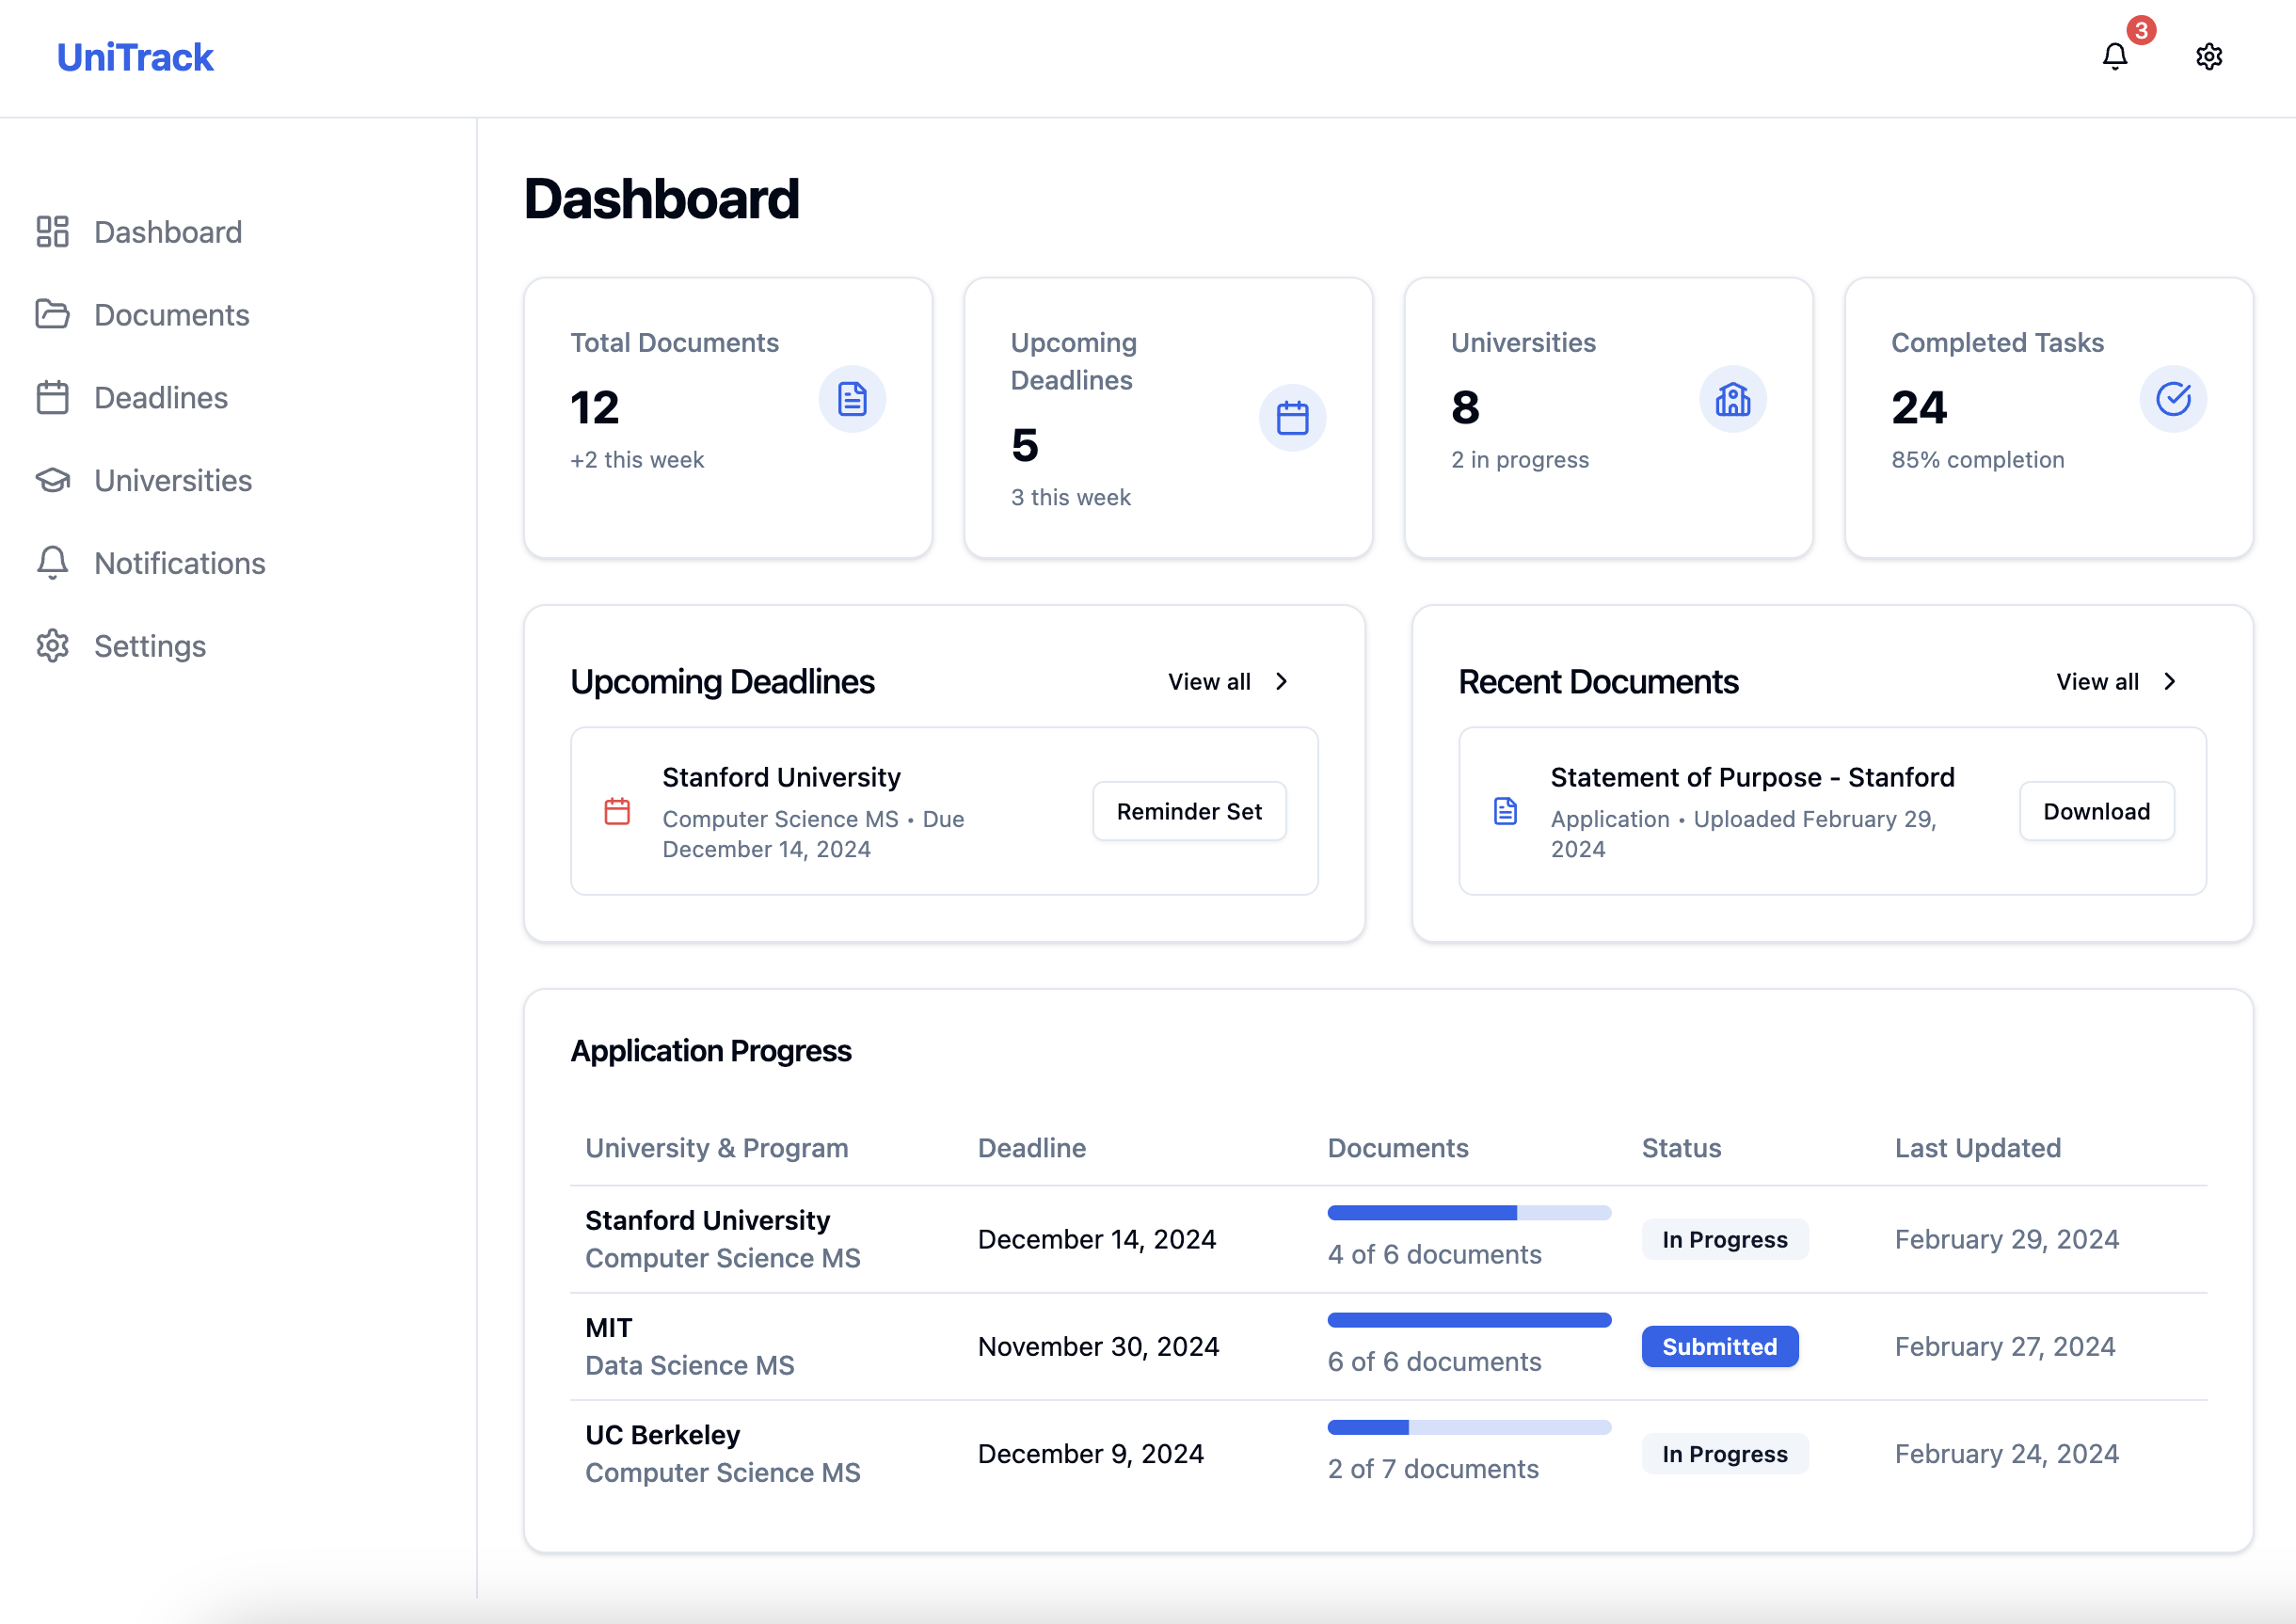 UniTrack
3
Dashboard
Documents
Deadlines
Universities
Notifications
Settings
Dashboard
Total Documents
12
+2 this week
Upcoming
Deadlines
5
3 this week
Universities
8
2 in progress
Completed Tasks
24
85% completion
Upcoming Deadlines
View all
Stanford University
Computer Science MS • Due
December 14, 2024
Reminder Set
Recent Documents
View all
Statement of Purpose - Stanford
Application • Uploaded February 29,
2024
Download
Application Progress
University & Program Deadline Documents Status Last Updated
Stanford University
Computer Science MS
December 14, 2024
4 of 6 documents
In Progress
February 29, 2024
MIT
Data Science MS
November 30, 2024
6 of 6 documents
Submitted
February 27, 2024
UC Berkeley
Computer Science MS
December 9, 2024
2 of 7 documents
In Progress
February 24, 2024